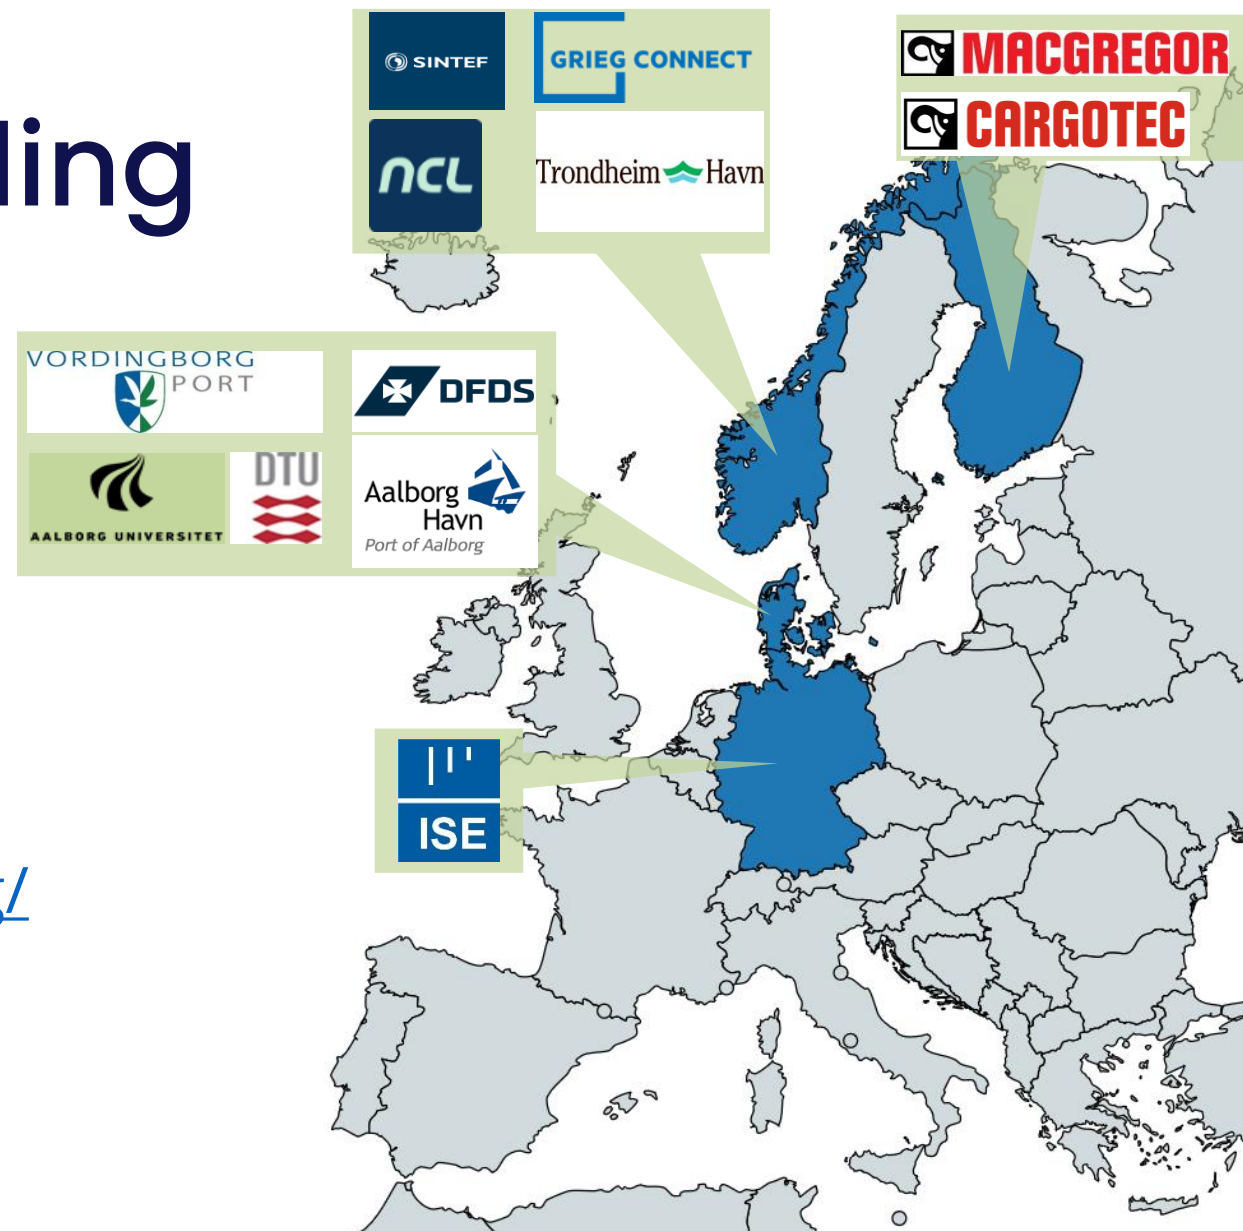 SINTEF
GRIEG CONNECT
MACGREGOR
CARGOTEC
ncl
Trondheim Havn
VORDINGBORG
PORT
DFDS
AALBORG UNIVERSITET
DTU
Aalborg
Havn
Port of Aalborg
ISE